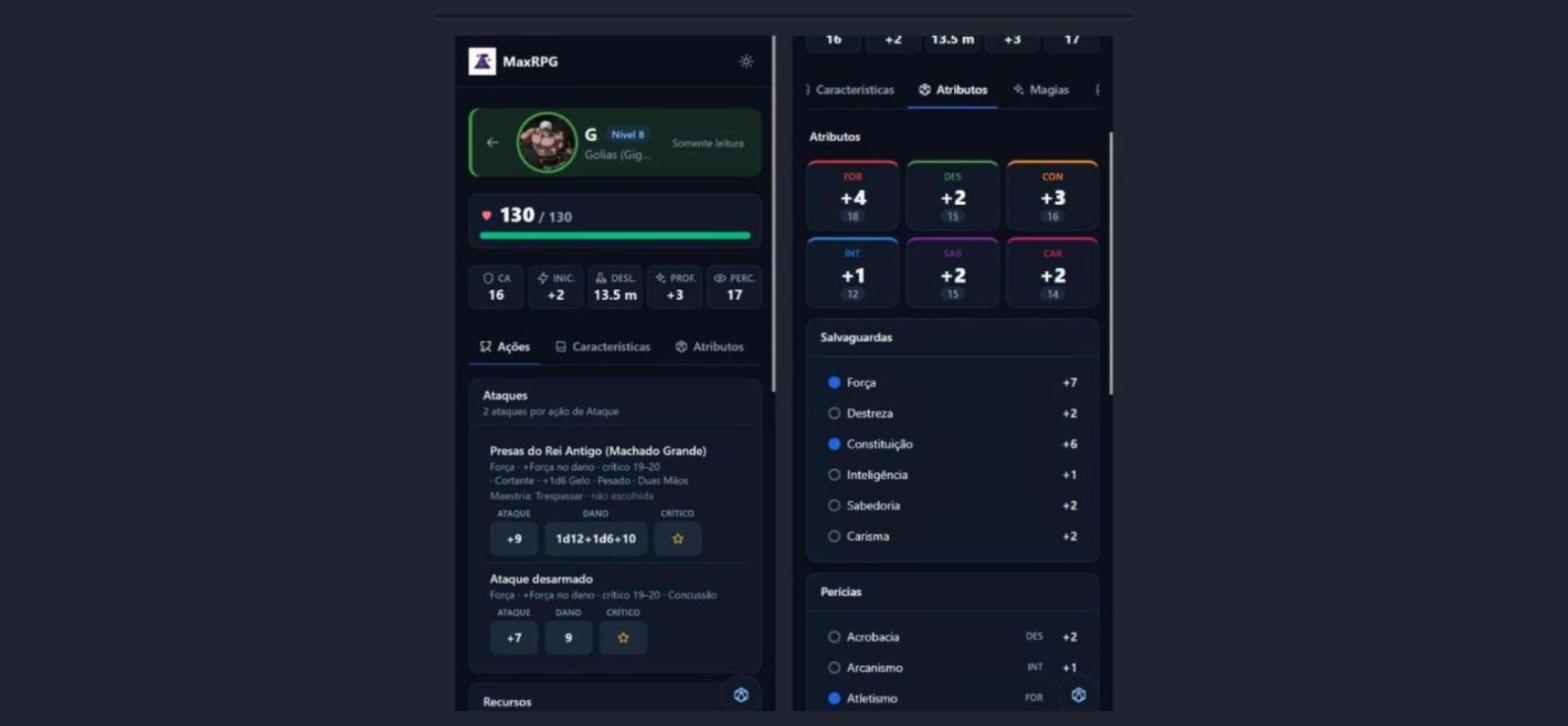 MaxRPG
G Nível 8
Golias (Gig...
Somente leitura
130 / 130
CA
16
INIC.
+2
DESL.
13.5 m
PROF.
+3
PERC.
17
Ações
Características
Atributos
Ataques
2 ataques por ação de Ataque
Presas do Rei Antigo (Machado Grande)
Força · +Força no dano · crítico 19–20
· Cortante · +1d6 Gelo · Pesado · Duas Mãos
Maestria: Trespassar · não escolhida
ATAQUE DANO CRÍTICO
+9 1d12+1d6+10
Ataque desarmado
Força · +Força no dano · crítico 19–20 · Concussão
ATAQUE DANO CRÍTICO
+7 9
Recursos
16 +2 13.5 m +3 17
Características
Atributos
Magias
Atributos
FOR
+4
18
DES
+2
15
CON
+3
16
INT
+1
12
SAB
+2
15
CAR
+2
14
Salvaguardas
Força +7
Destreza +2
Constituição +6
Inteligência +1
Sabedoria +2
Carisma +2
Perícias
Acrobacia DES +2
Arcanismo INT +1
Atletismo FOR